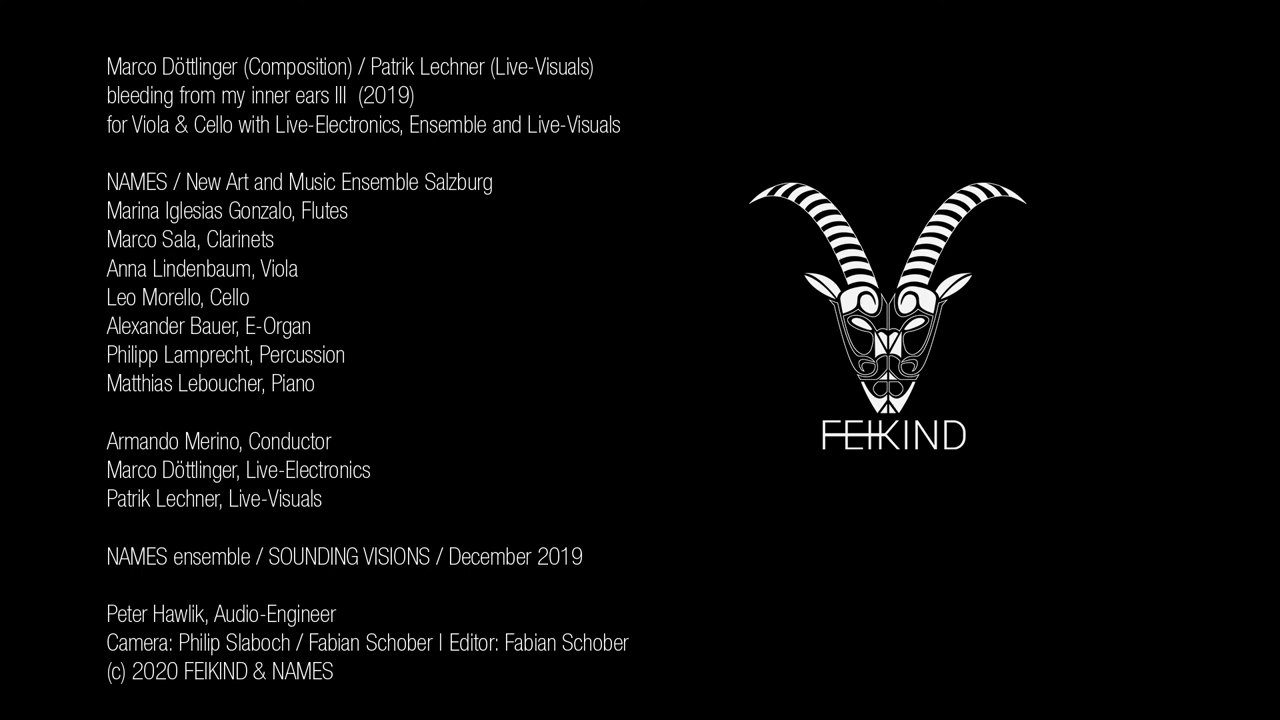 Marco Döttlinger (Composition) / Patrik Lechner (Live-Visuals)
bleeding from my inner ears III (2019)
for Viola & Cello with Live-Electronics, Ensemble and Live-Visuals
NAMES / New Art and Music Ensemble Salzburg
Marina Iglesias Gonzalo, Flutes
Marco Sala, Clarinets
Anna Lindenbaum, Viola
Leo Morello, Cello
Alexander Bauer, E-Organ
Philipp Lamprecht, Percussion
Matthias Leboucher, Piano
Armando Merino, Conductor
Marco Döttlinger, Live-Electronics
Patrik Lechner, Live-Visuals
NAMES ensemble / SOUNDING VISIONS / December 2019
Peter Hawlik, Audio-Engineer
Camera: Philip Slaboch / Fabian Schober | Editor: Fabian Schober
(c) 2020 FEIKIND & NAMES
FEIKIND